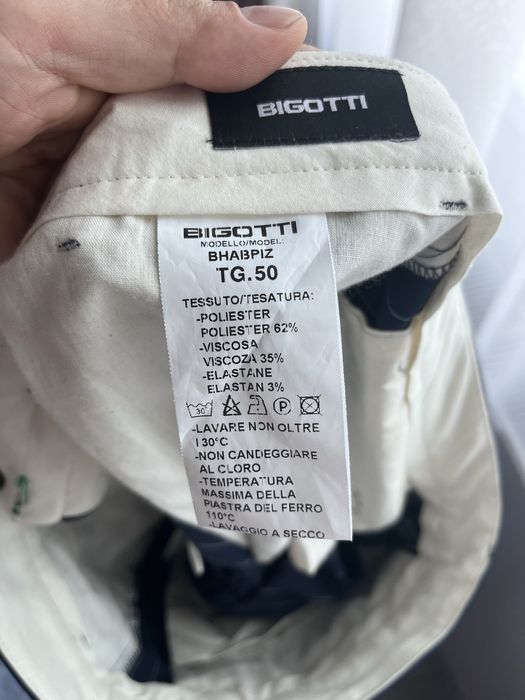 BIGOTTI
BIGOTTI
MODELLO/MODEL:
BHABPIZ
TG.50
TESSUTO/TESATURA:
-POLIESTER
POLIESTER 62%
-VISCOSA
VISCOZA 35%
-ELASTANE
ELASTAN 3%
30
P
-LAVARE NON OLTRE
I 30°C
-NON CANDEGGIARE
AL CLORO
-TEMPERATURA
MASSIMA DELLA
PIASTRA DEL FERRO
110°C
-LAVAGGIO A SECCO